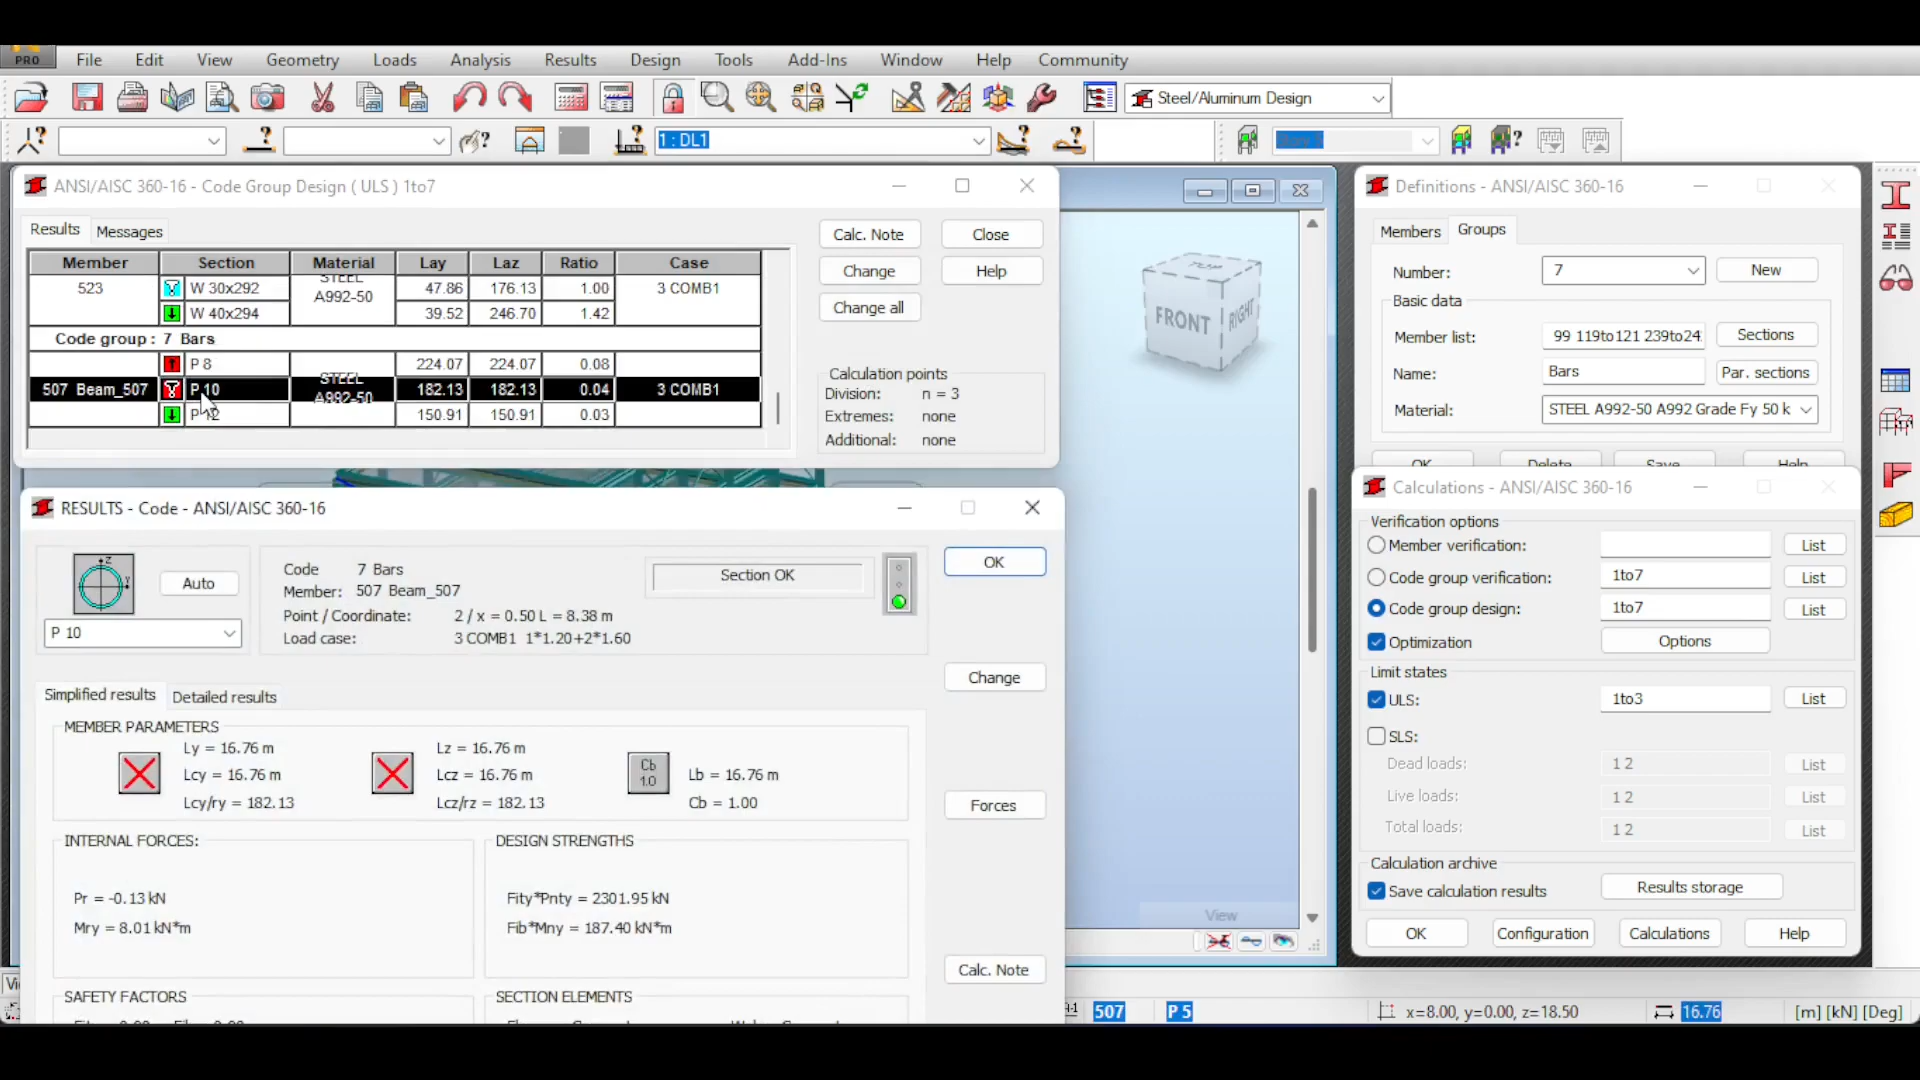 PRO File Edit View Geometry Loads Analysis Results Design Tools Add-Ins Window Help Community
Steel/Aluminum Design
1 : DL1
ANSI/AISC 360-16 - Code Group Design ( ULS ) 1to7
Results Messages
Member Section Material Lay Laz Ratio Case
523 W 30x292 STEEL A992-50 47.86 176.13 1.00 3 COMB1
W 40x294 39.52 246.70 1.42
Code group : 7 Bars
P 8 224.07 224.07 0.08
507 Beam_507 P 10 STEEL A992-50 182.13 182.13 0.04 3 COMB1
P 12 150.91 150.91 0.03
Calc. Note Close
Change Help
Change all
Calculation points
Division: n = 3
Extremes: none
Additional: none
TOP
FRONT RIGHT
View
Definitions - ANSI/AISC 360-16
Members Groups
Number: 7 New
Basic data
Member list: 99 119to121 239to24 Sections
Name: Bars Par. sections
Material: STEEL A992-50 A992 Grade Fy 50 k
OK Delete Save Help
RESULTS - Code - ANSI/AISC 360-16
Auto
P 10
Code 7 Bars
Member: 507 Beam_507
Point / Coordinate: 2 / x = 0.50 L = 8.38 m
Load case: 3 COMB1 1*1.20+2*1.60
Section OK
OK
Change
Forces
Calc. Note
Simplified results Detailed results
MEMBER PARAMETERS
Ly = 16.76 m Lz = 16.76 m
Lcy = 16.76 m Lcz = 16.76 m Cb 1.0 Lb = 16.76 m
Lcy/ry = 182.13 Lcz/rz = 182.13 Cb = 1.00
INTERNAL FORCES: DESIGN STRENGTHS
Pr = -0.13 kN Fity*Pnty = 2301.95 kN
Mry = 8.01 kN*m Fib*Mny = 187.40 kN*m
SAFETY FACTORS SECTION ELEMENTS
Calculations - ANSI/AISC 360-16
Verification options
Member verification: List
Code group verification: 1to7 List
Code group design: 1to7 List
Optimization Options
Limit states
ULS: 1to3 List
SLS:
Dead loads: 1 2 List
Live loads: 1 2 List
Total loads: 1 2 List
Calculation archive
Save calculation results Results storage
OK Configuration Calculations Help
507 P 5 x=8.00, y=0.00, z=18.50 16.76 [m] [kN] [Deg]